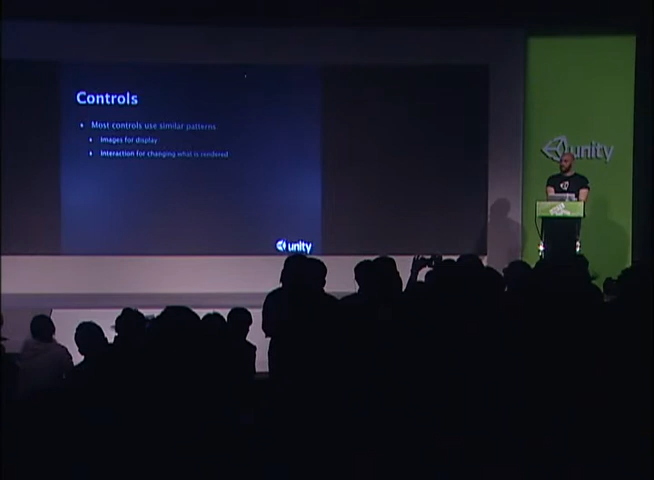 Controls
• Most controls use similar patterns
• Images for display
• Interaction for changing what is rendered
unity
unity